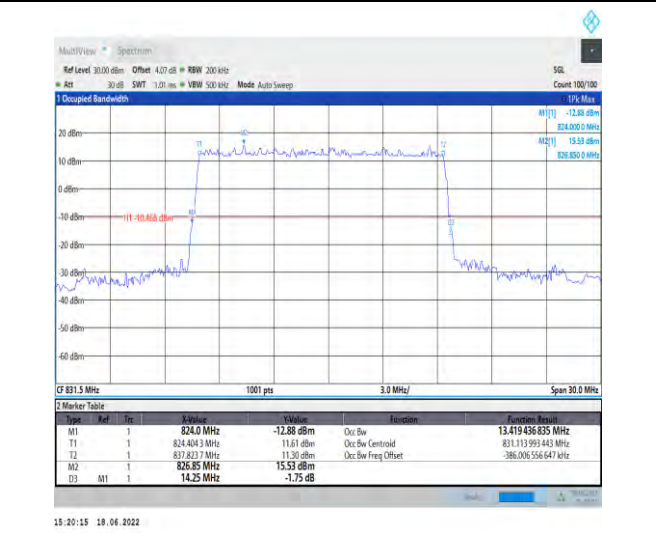 MultiView Spectrum
Ref Level 30.00 dBm Offset 4.07 dB RBW 200 kHz SGL
Att 30 dB SWT 1.01 ms VBW 500 kHz Mode Auto Sweep Count 100/100
1 Occupied Bandwidth 1Pk Max
M1[1] -12.88 dBm
824.000 0 MHz
M2[1] 15.53 dBm
826.850 0 MHz
20 dBm
T1 M2 T2
10 dBm
0 dBm
M1
-10 dBm H1 -10.468 dBm
D3
-20 dBm
-30 dBm
-40 dBm
-50 dBm
-60 dBm
CF 831.5 MHz 1001 pts 3.0 MHz/ Span 30.0 MHz
2 Marker Table
Type Ref Trc X-Value Y-Value Function Function Result
M1 1 824.0 MHz -12.88 dBm Occ Bw 13.419 436 835 MHz
T1 1 824.404 3 MHz 11.61 dBm Occ Bw Centroid 831.113 993 443 MHz
T2 1 837.823 7 MHz 11.30 dBm Occ Bw Freq Offset -386.006 556 647 kHz
M2 1 826.85 MHz 15.53 dBm
D3 M1 1 14.25 MHz -1.75 dB
Ready
15:20:15 18.06.2022